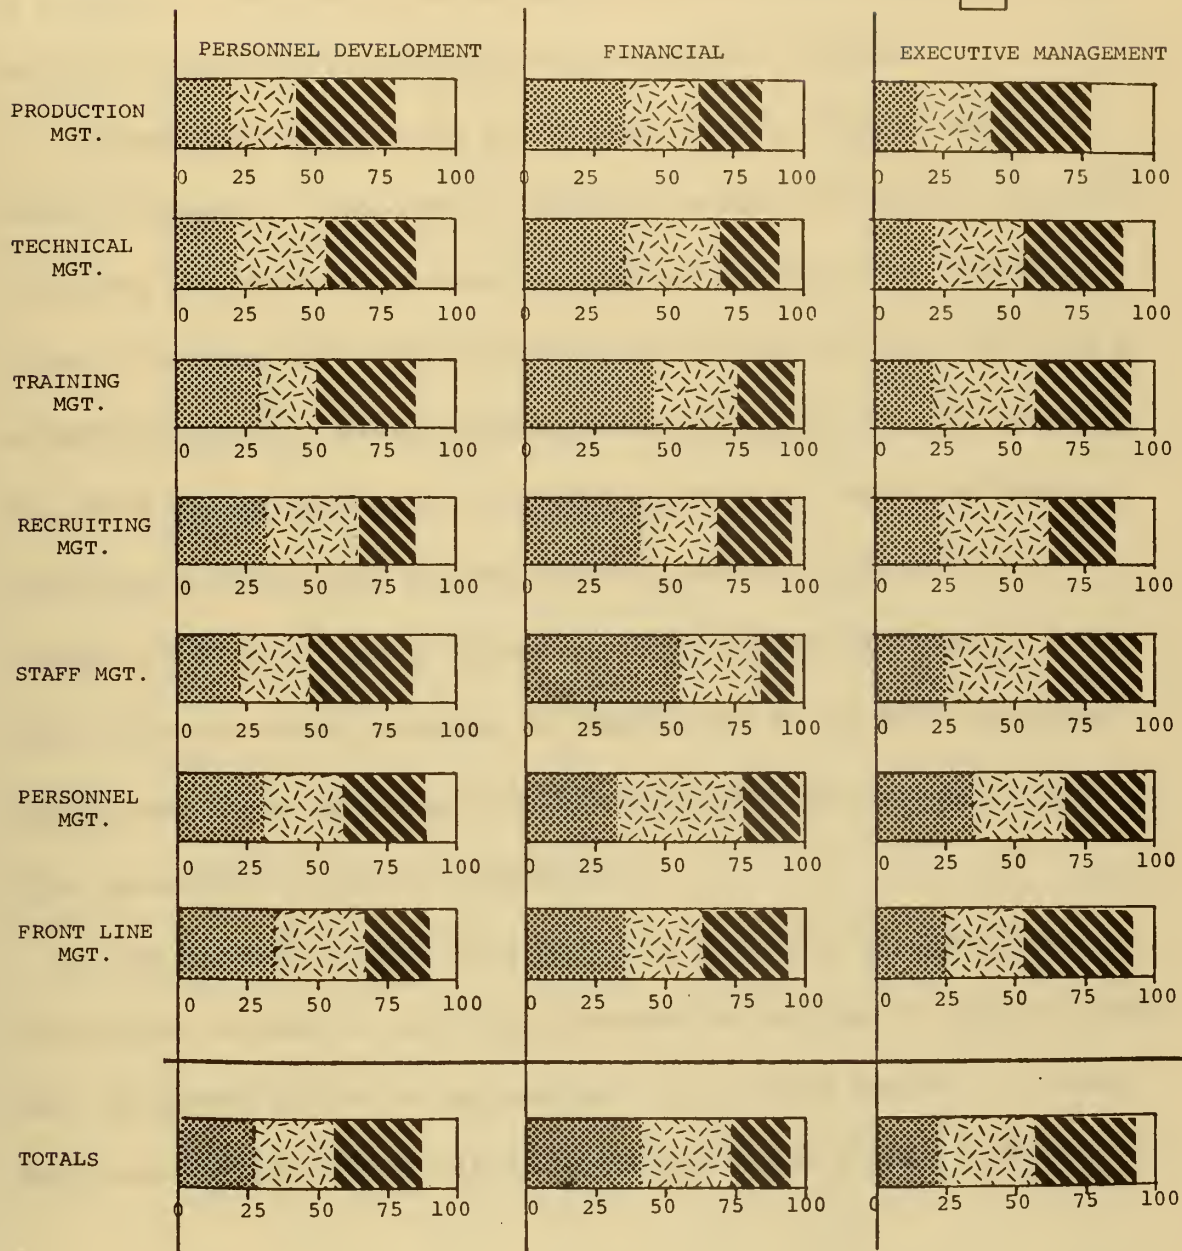 PERSONNEL DEVELOPMENT FINANCIAL EXECUTIVE MANAGEMENT
PRODUCTION
MGT.
0 25 50 75 100 0 25 50 75 100 0 25 50 75 100
TECHNICAL
MGT.
0 25 50 75 100 0 25 50 75 100 0 25 50 75 100
TRAINING
MGT.
0 25 50 75 100 0 25 50 75 100 0 25 50 75 100
RECRUITING
MGT.
0 25 50 75 100 0 25 50 75 100 0 25 50 75 100
STAFF MGT.
0 25 50 75 100 0 25 50 75 100 0 25 50 75 100
PERSONNEL
MGT.
0 25 50 75 100 0 25 50 75 100 0 25 50 75 100
FRONT LINE
MGT.
0 25 50 75 100 0 25 50 75 100 0 25 50 75 100
TOTALS
0 25 50 75 100 0 25 50 75 100 0 25 50 75 100